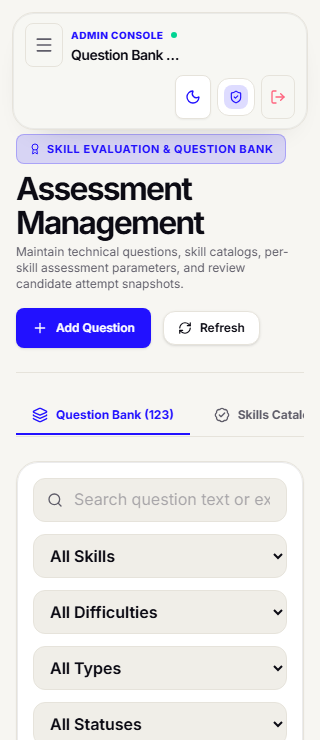 ADMIN CONSOLE
Question Bank ...
SKILL EVALUATION & QUESTION BANK
Assessment
Management
Maintain technical questions, skill catalogs, per-
skill assessment parameters, and review
candidate attempt snapshots.
Add Question
Refresh
Question Bank (123)
Skills Catal
Search question text or ex
All Skills
All Difficulties
All Types
All Statuses